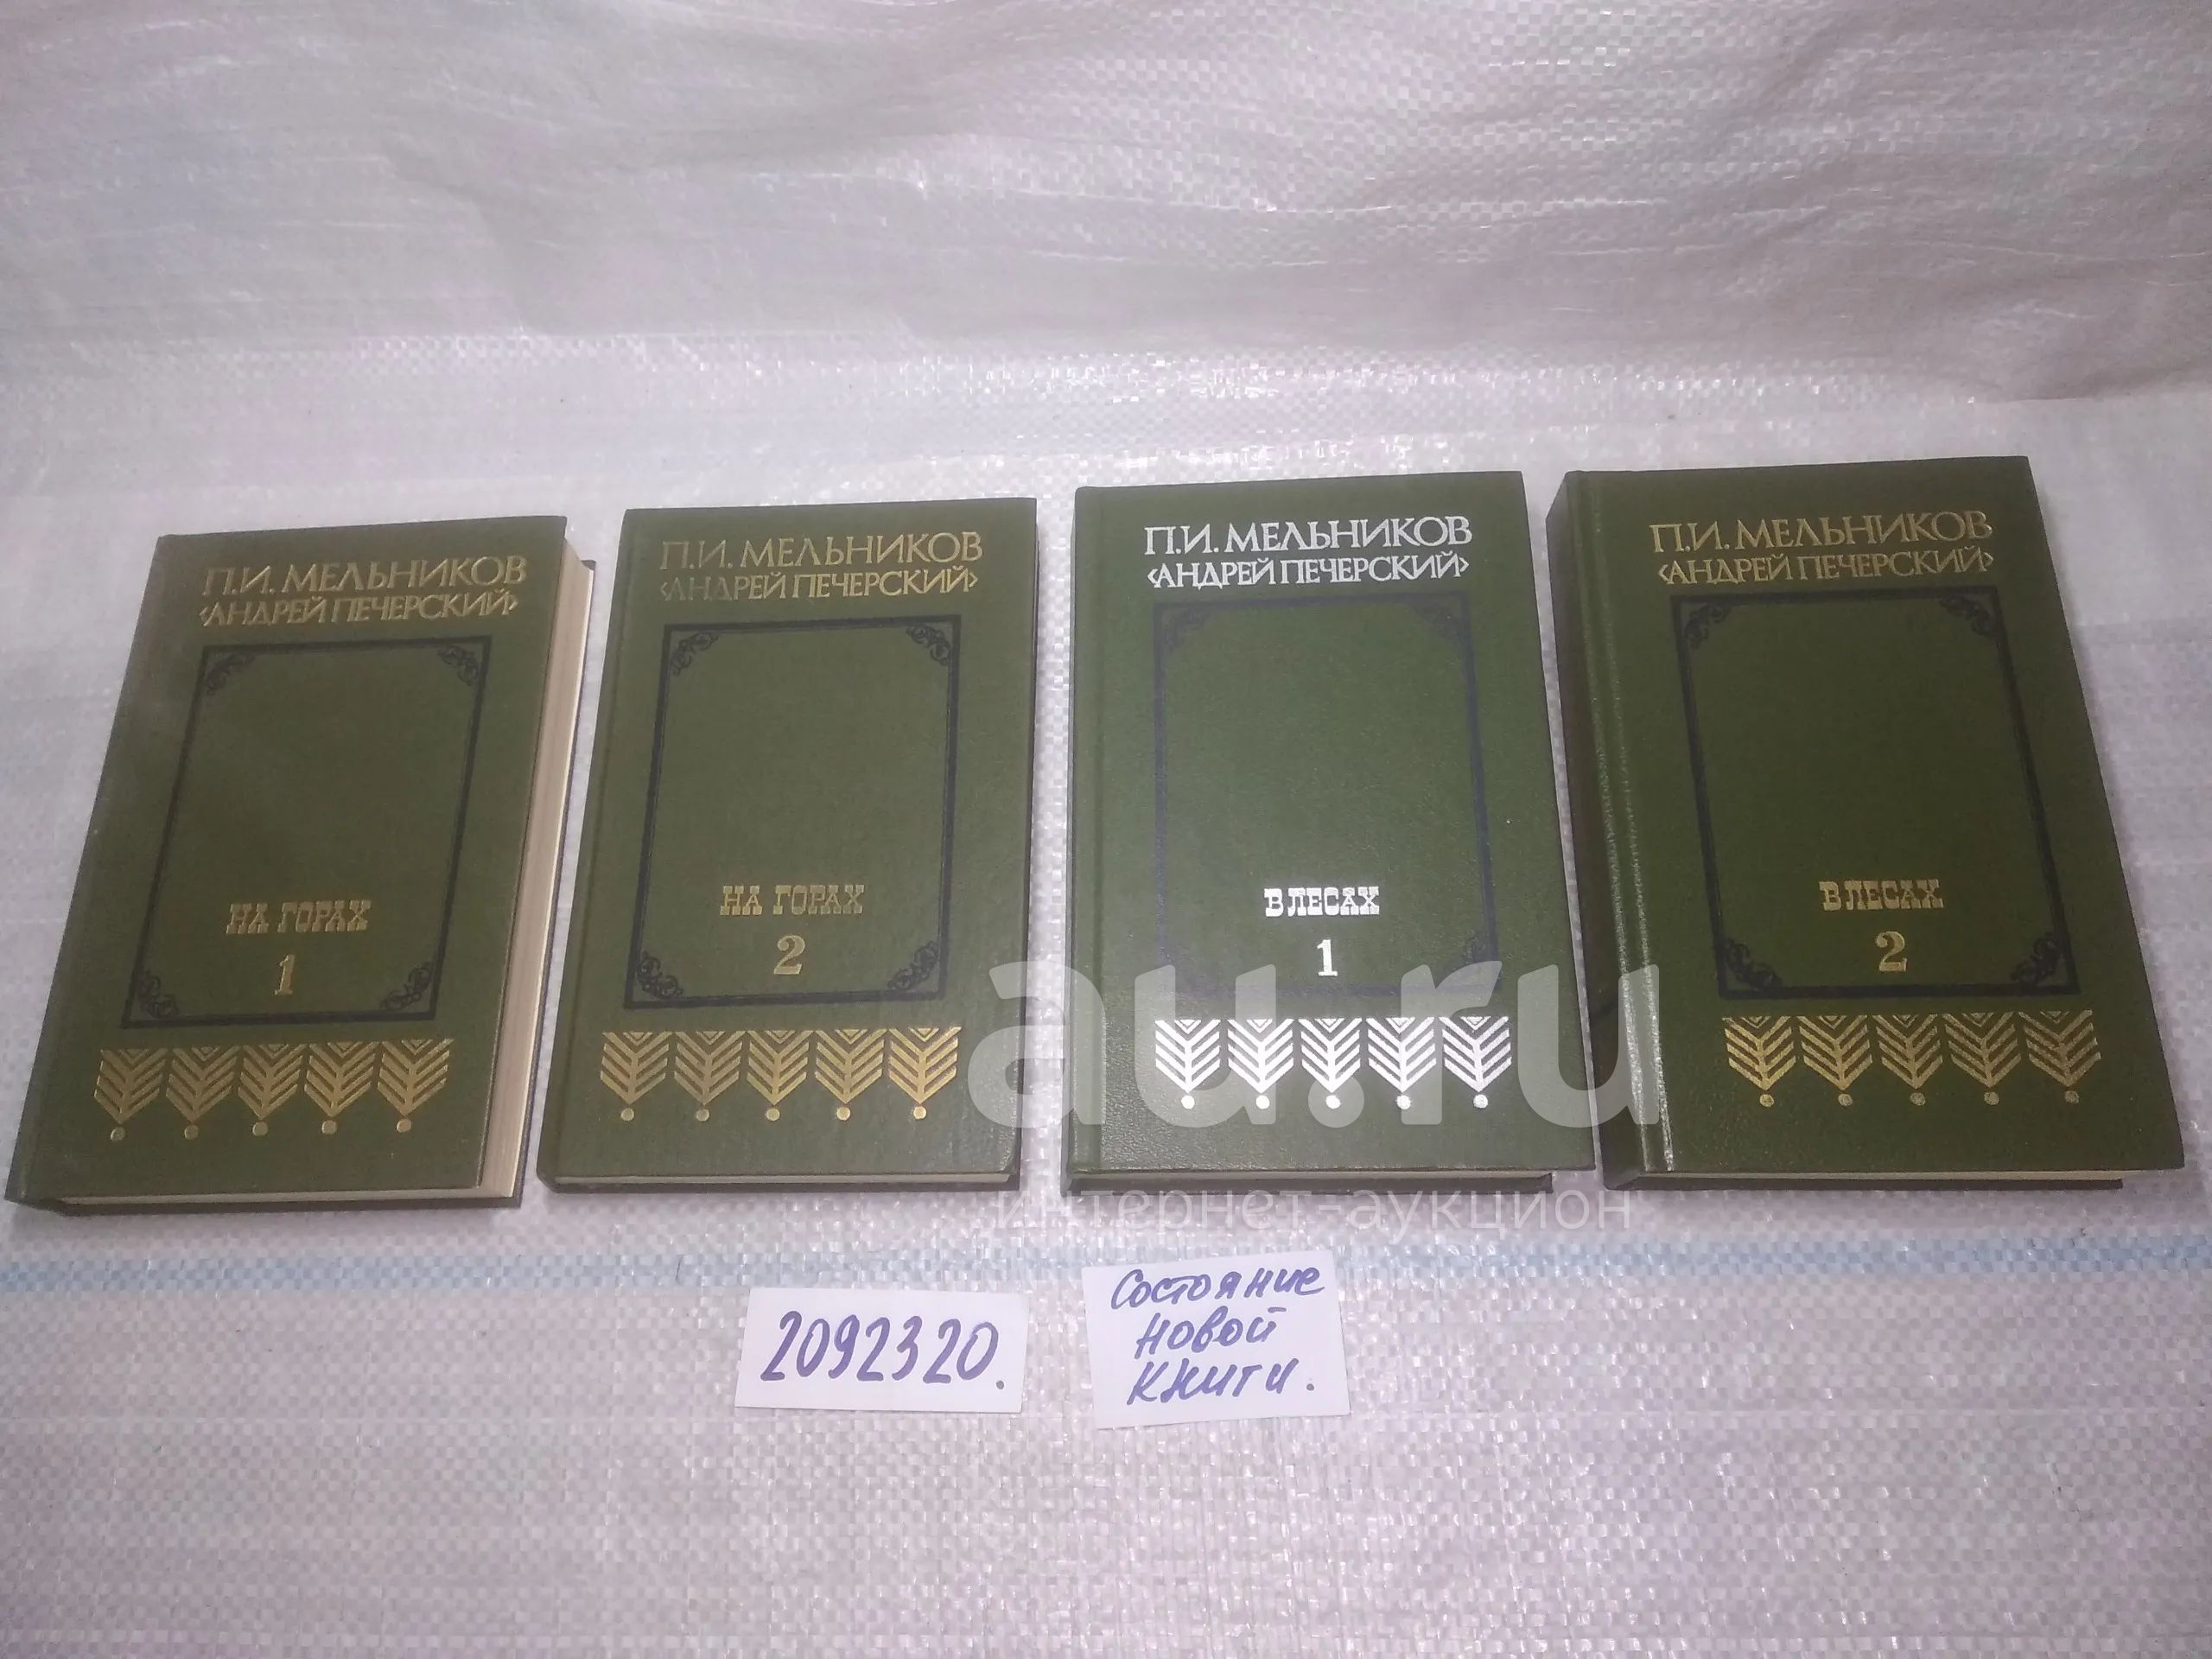 П.И. МЕЛЬНИКОВ
‹АНДРЕЙ ПЕЧЕРСКИЙ›
НА ГОРАХ
1
П.И. МЕЛЬНИКОВ
‹АНДРЕЙ ПЕЧЕРСКИЙ›
НА ГОРАХ
2
П.И. МЕЛЬНИКОВ
‹АНДРЕЙ ПЕЧЕРСКИЙ›
В ЛЕСАХ
1
П.И. МЕЛЬНИКОВ
‹АНДРЕЙ ПЕЧЕРСКИЙ›
В ЛЕСАХ
2
au.ru
интернет-аукцион
2092320.
Состояние
новой
книги.